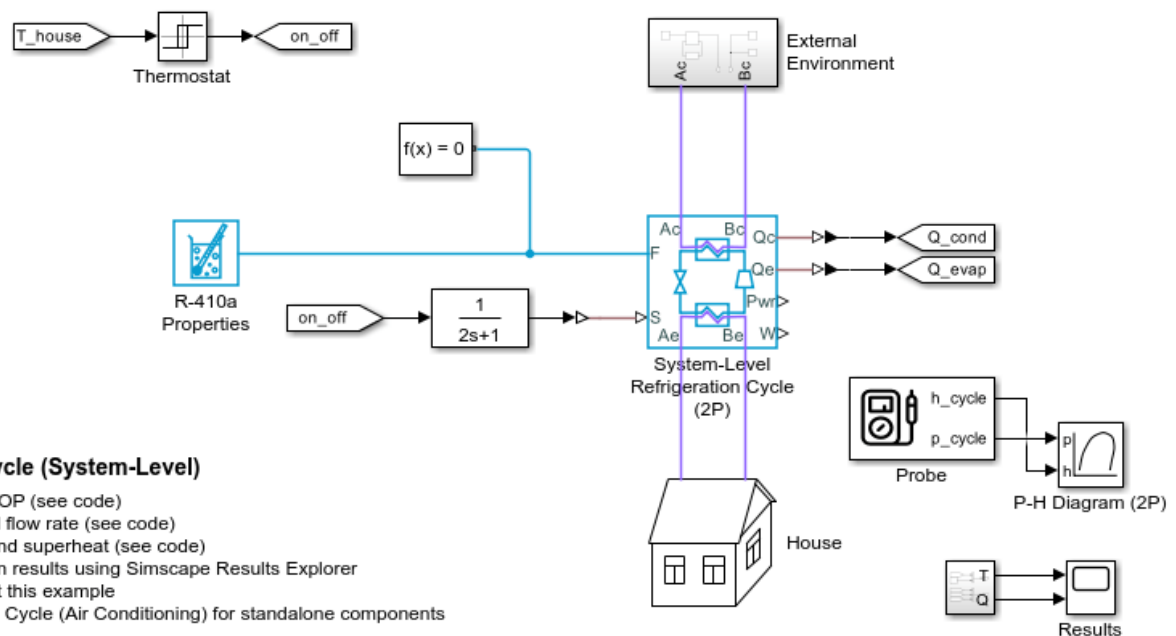 T_house
on_off
Thermostat
Ac
Bc
External
Environment
f(x) = 0
R-410a
Properties
on_off
1
2s+1
F
S
Ac
Bc
Qc
Qe
Pwr
W
Ae
Be
System-Level
Refrigeration Cycle
(2P)
Q_cond
Q_evap
h_cycle
p_cycle
Probe
p
h
P-H Diagram (2P)
House
T
Q
Results
(System-Level)
(see code)
flow rate (see code)
superheat (see code)
results using Simscape Results Explorer
this example
Cycle (Air Conditioning) for standalone components